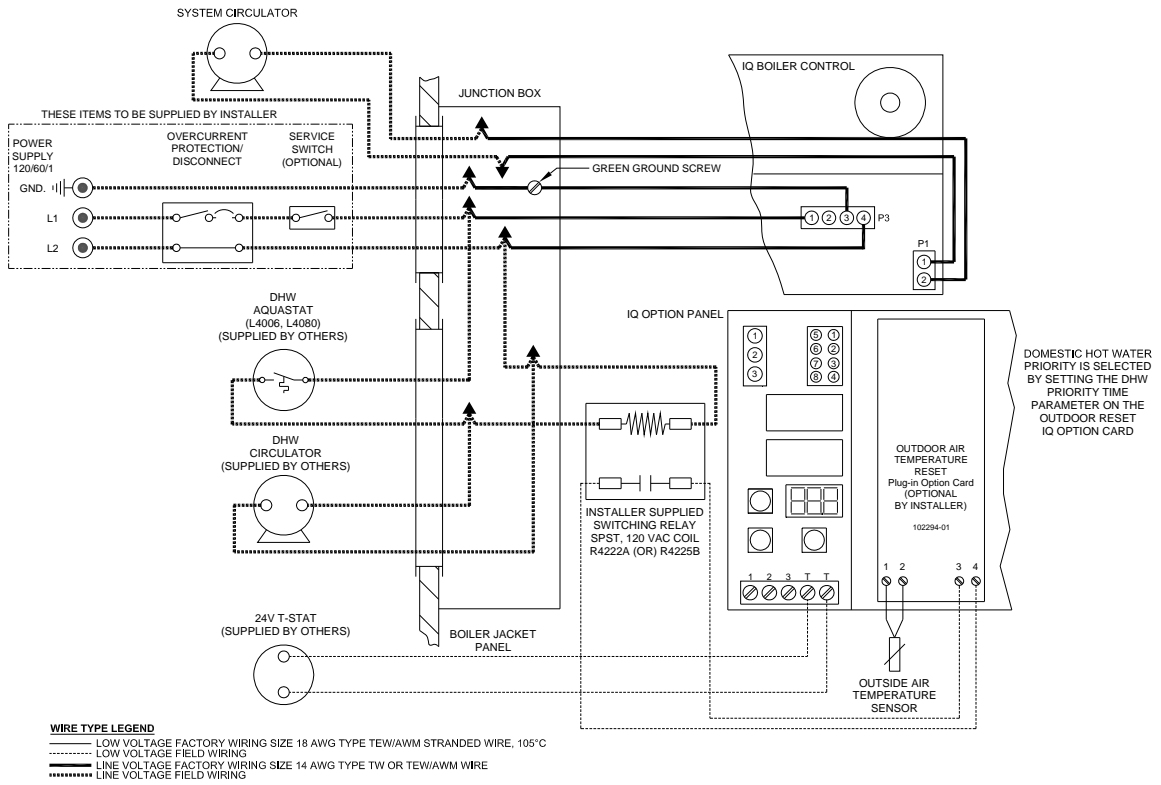 SYSTEM CIRCULATOR
THESE ITEMS TO BE SUPPLIED BY INSTALLER
POWER
SUPPLY
120/60/1
OVERCURRENT
PROTECTION/
DISCONNECT
SERVICE
SWITCH
(OPTIONAL)
GND.
L1
L2
JUNCTION BOX
GREEN GROUND SCREW
IQ BOILER CONTROL
1 2 3 4
P3
P1
1
2
DHW
AQUASTAT
(L4006, L4080)
(SUPPLIED BY OTHERS)
DHW
CIRCULATOR
(SUPPLIED BY OTHERS)
24V T-STAT
(SUPPLIED BY OTHERS)
BOILER JACKET
PANEL
INSTALLER SUPPLIED
SWITCHING RELAY
SPST, 120 VAC COIL
R4222A (OR) R4225B
IQ OPTION PANEL
1
2
3
5 1
6 2
7 3
8 4
1 2 3 T T
OUTDOOR AIR
TEMPERATURE
RESET
Plug-in Option Card
(OPTIONAL
BY INSTALLER)
102294-01
1 2 3 4
OUTSIDE AIR
TEMPERATURE
SENSOR
DOMESTIC HOT WATER
PRIORITY IS SELECTED
BY SETTING THE DHW
PRIORITY TIME
PARAMETER ON THE
OUTDOOR RESET
IQ OPTION CARD
WIRE TYPE LEGEND
LOW VOLTAGE FACTORY WIRING SIZE 18 AWG TYPE TEW/AWM STRANDED WIRE, 105°C
LOW VOLTAGE FIELD WIRING
LINE VOLTAGE FACTORY WIRING SIZE 14 AWG TYPE TW OR TEW/AWM WIRE
LINE VOLTAGE FIELD WIRING